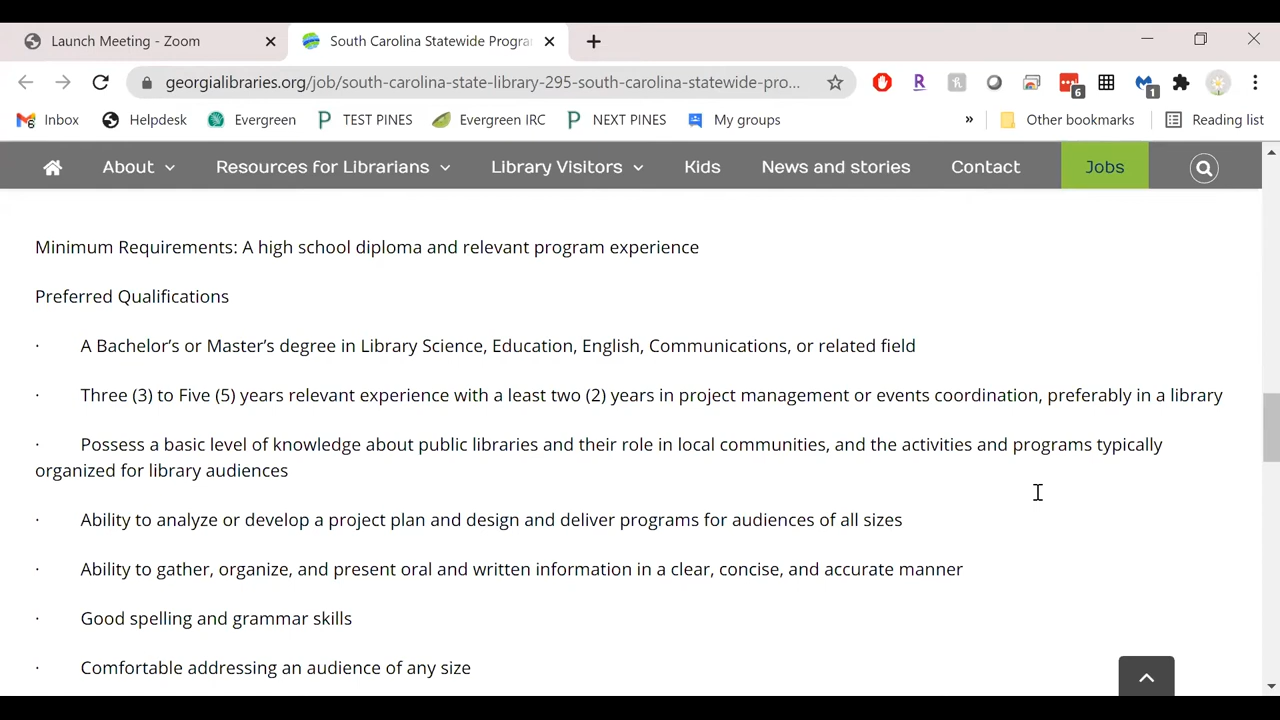 Launch Meeting - Zoom
South Carolina Statewide Progra
georgialibraries.org/job/south-carolina-state-library-295-south-carolina-statewide-pro...
R
h
6
1
Inbox
Helpdesk
Evergreen
TEST PINES
Evergreen IRC
NEXT PINES
My groups
»
Other bookmarks
Reading list
About
Resources for Librarians
Library Visitors
Kids
News and stories
Contact
Jobs
Minimum Requirements: A high school diploma and relevant program experience
Preferred Qualifications
· A Bachelor’s or Master’s degree in Library Science, Education, English, Communications, or related field
· Three (3) to Five (5) years relevant experience with a least two (2) years in project management or events coordination, preferably in a library
· Possess a basic level of knowledge about public libraries and their role in local communities, and the activities and programs typically
organized for library audiences
· Ability to analyze or develop a project plan and design and deliver programs for audiences of all sizes
· Ability to gather, organize, and present oral and written information in a clear, concise, and accurate manner
· Good spelling and grammar skills
· Comfortable addressing an audience of any size